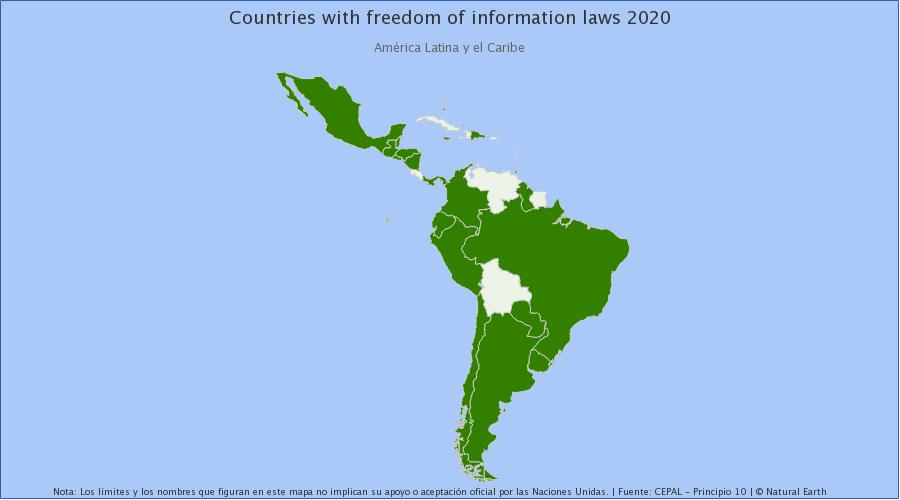 Countries with freedom of information laws 2020
América Latina y el Caribe
Nota: Los límites y los nombres que figuran en este mapa no implican su apoyo o aceptación oficial por las Naciones Unidas. | Fuente: CEPAL - Principio 10 | © Natural Earth